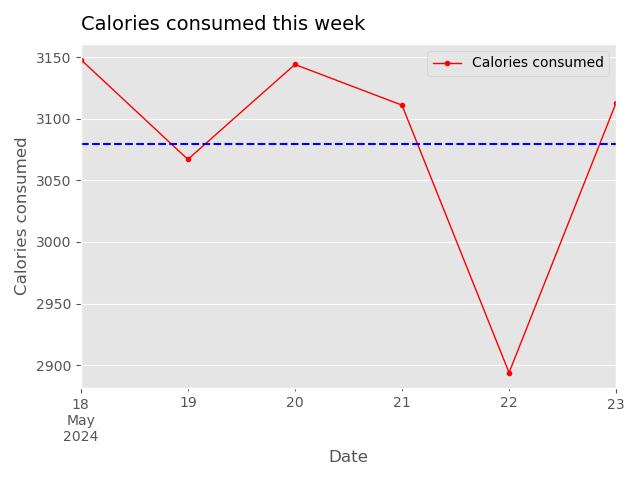 Calories consumed this week
Calories consumed
Calories consumed
3150
3100
3050
3000
2950
2900
18
May
2024
19
20
21
22
23
Date